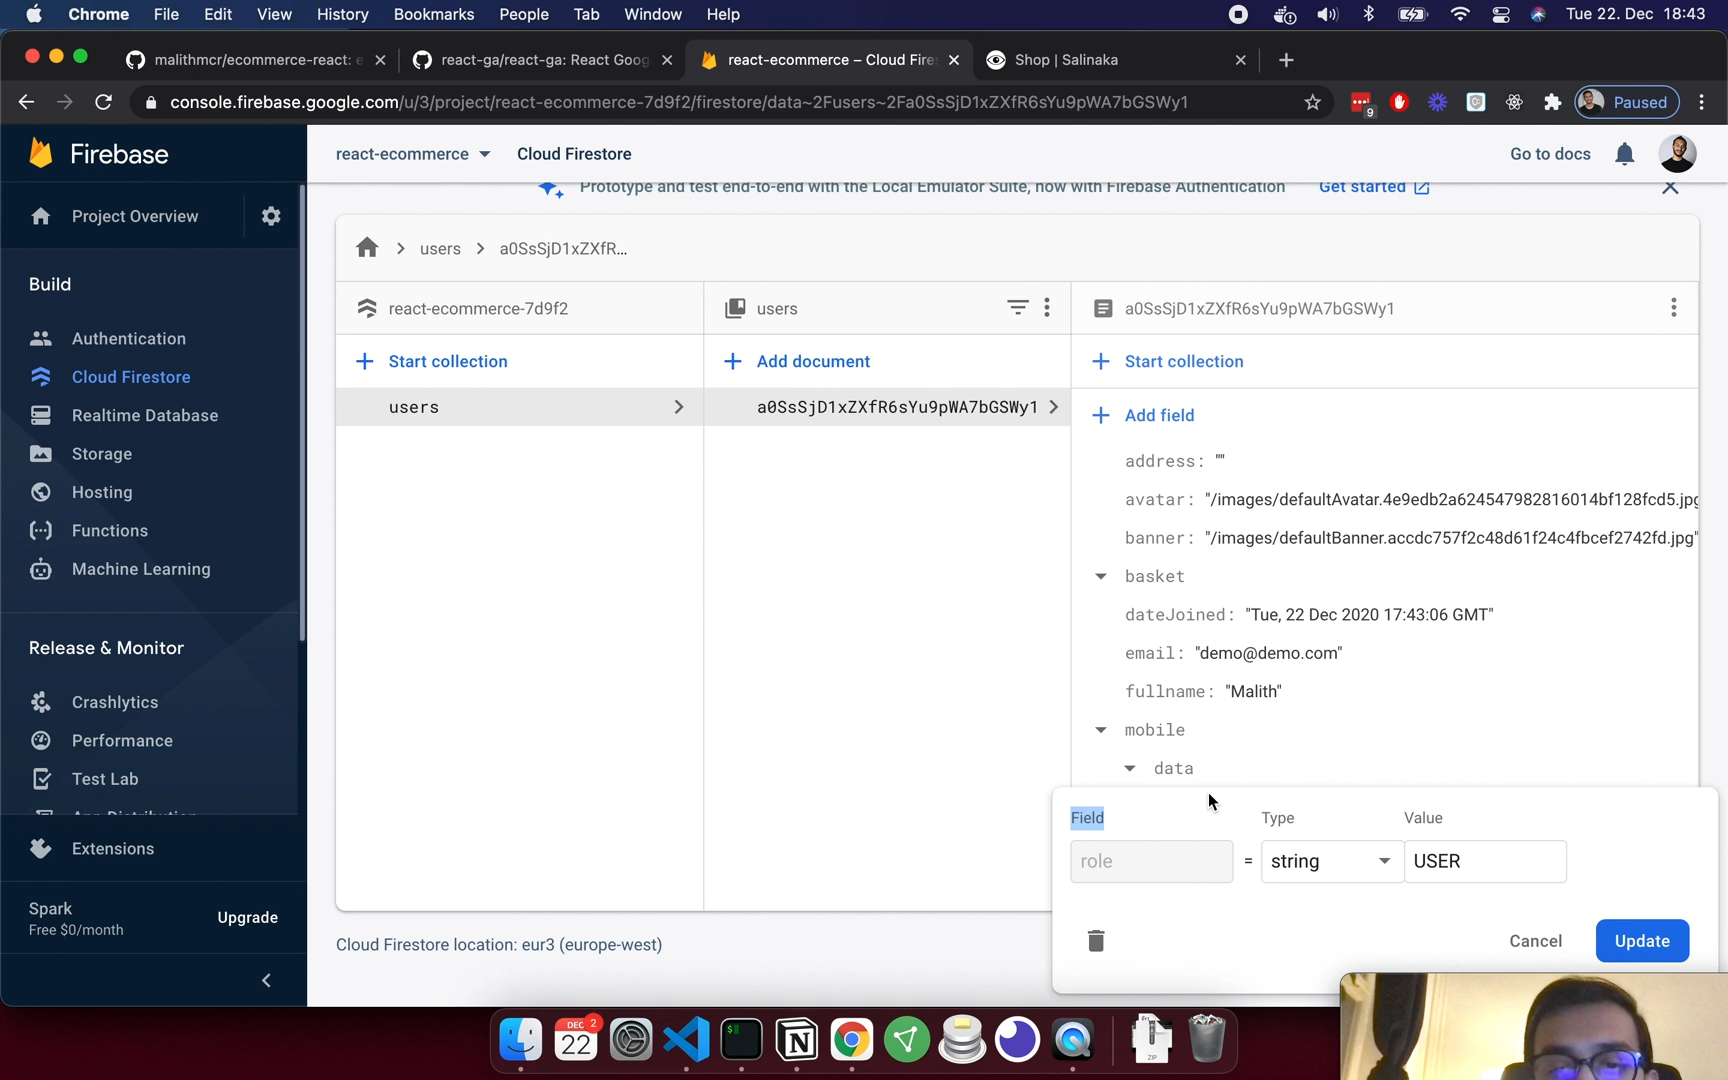 Chrome File Edit View History Bookmarks People Tab Window Help Tue 22. Dec 18:43
malithmcr/ecommerce-react: e react-ga/react-ga: React Goog react-ecommerce – Cloud Fire Shop | Salinaka
console.firebase.google.com/u/3/project/react-ecommerce-7d9f2/firestore/data~2Fusers~2Fa0SsSjD1xZXfR6sYu9pWA7bGSWy1 9 Paused
Firebase
react-ecommerce Cloud Firestore Go to docs
Prototype and test end-to-end with the Local Emulator Suite, now with Firebase Authentication Get started
Project Overview
Build
Authentication
Cloud Firestore
Realtime Database
Storage
Hosting
Functions
Machine Learning
Release & Monitor
Crashlytics
Performance
Test Lab
Extensions
Spark
Free $0/month
Upgrade
users a0SsSjD1xZXfR...
react-ecommerce-7d9f2 users a0SsSjD1xZXfR6sYu9pWA7bGSWy1
Start collection Add document Start collection
users a0SsSjD1xZXfR6sYu9pWA7bGSWy1
Add field
address: ""
avatar: "/images/defaultAvatar.4e9edb2a624547982816014bf128fcd5.jpg
banner: "/images/defaultBanner.accdc757f2c48d61f24c4fbcef2742fd.jpg"
basket
dateJoined: "Tue, 22 Dec 2020 17:43:06 GMT"
email: "demo@demo.com"
fullname: "Malith"
mobile
data
Field Type Value
role = string USER
Cancel Update
Cloud Firestore location: eur3 (europe-west)
DEC 2
22
ZIP